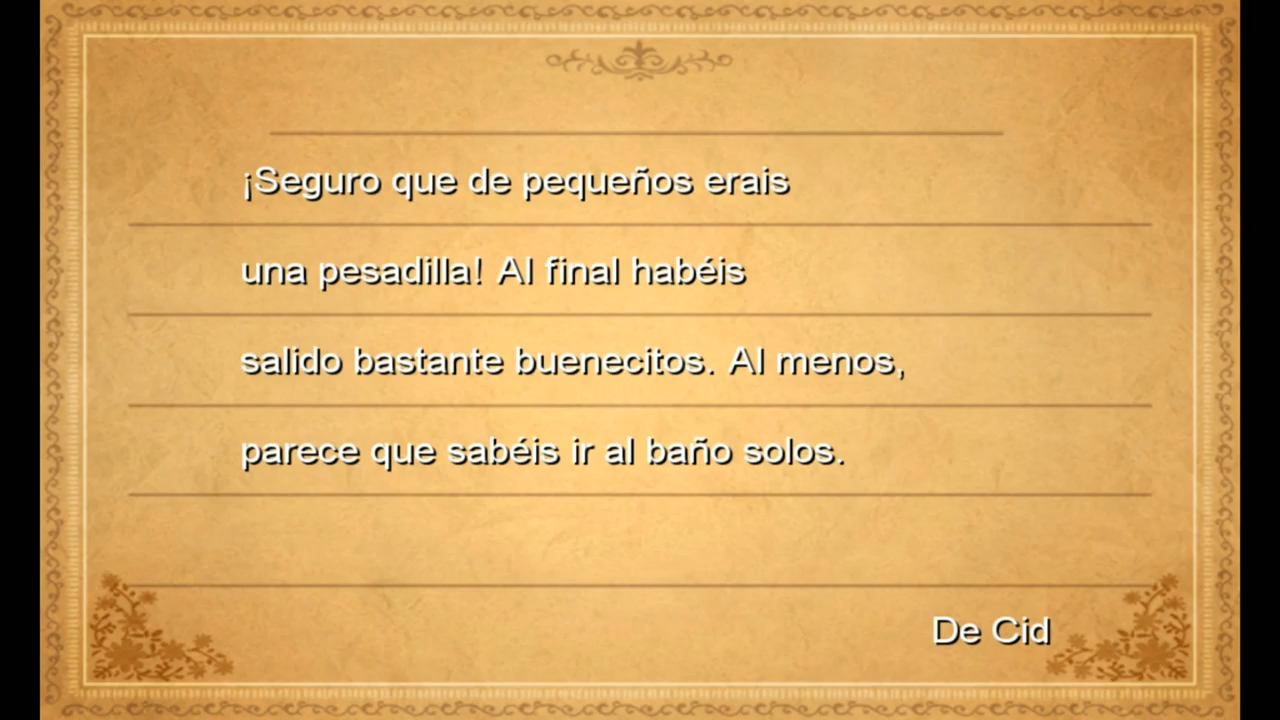 ¡Seguro que de pequeños erais
una pesadilla! Al final habéis
salido bastante buenecitos. Al menos,
parece que sabéis ir al baño solos.
De Cid